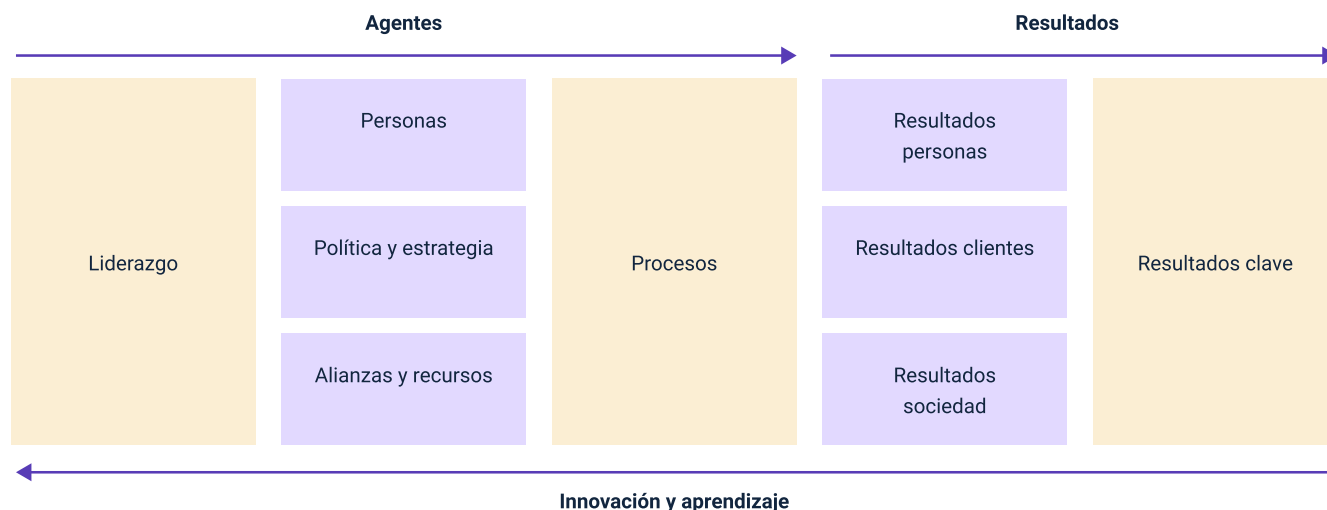 Agentes
Resultados
Liderazgo
Personas
Política y estrategia
Alianzas y recursos
Procesos
Resultados
personas
Resultados clientes
Resultados
sociedad
Resultados clave
Innovación y aprendizaje